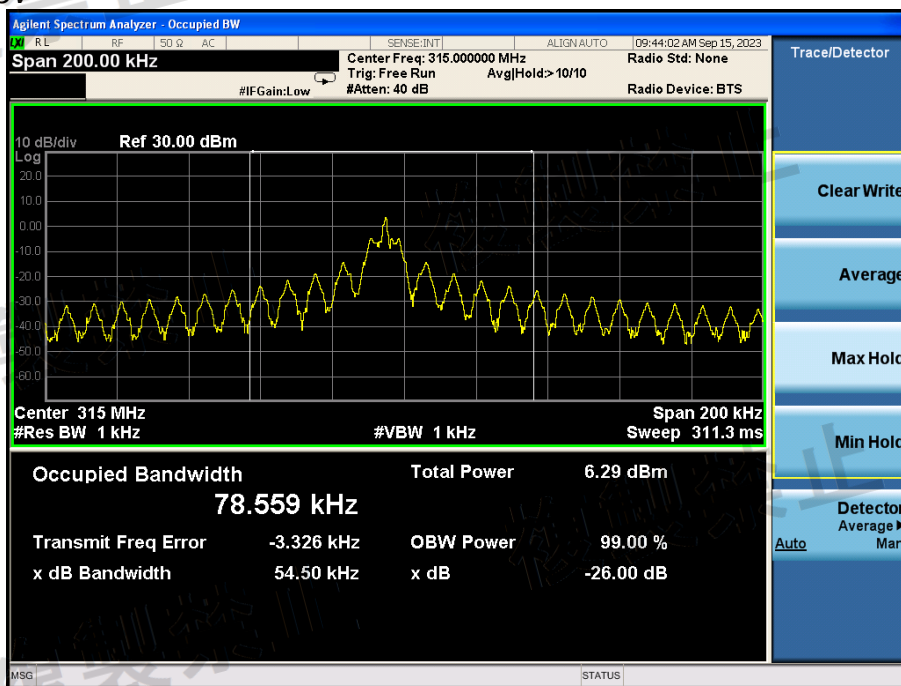 Agilent Spectrum Analyzer - Occupied BW
LXI RL RF 50 Ω AC SENSE:INT ALIGN AUTO 09:44:02 AM Sep 15, 2023
Span 200.00 kHz
Center Freq: 315.000000 MHz
Radio Std: None
Trig: Free Run Avg|Hold:>10/10
#IFGain:Low #Atten: 40 dB
Radio Device: BTS
Trace/Detector
10 dB/div Ref 30.00 dBm
Log
20.0
10.0
0.00
-10.0
-20.0
-30.0
-40.0
-50.0
-60.0
Center 315 MHz Span 200 kHz
#Res BW 1 kHz #VBW 1 kHz Sweep 311.3 ms
Occupied Bandwidth Total Power 6.29 dBm
78.559 kHz
Transmit Freq Error -3.326 kHz OBW Power 99.00 %
x dB Bandwidth 54.50 kHz x dB -26.00 dB
Clear Write
Average
Max Hold
Min Hold
Detector
Average
Auto Man
MSG STATUS
複製禁止